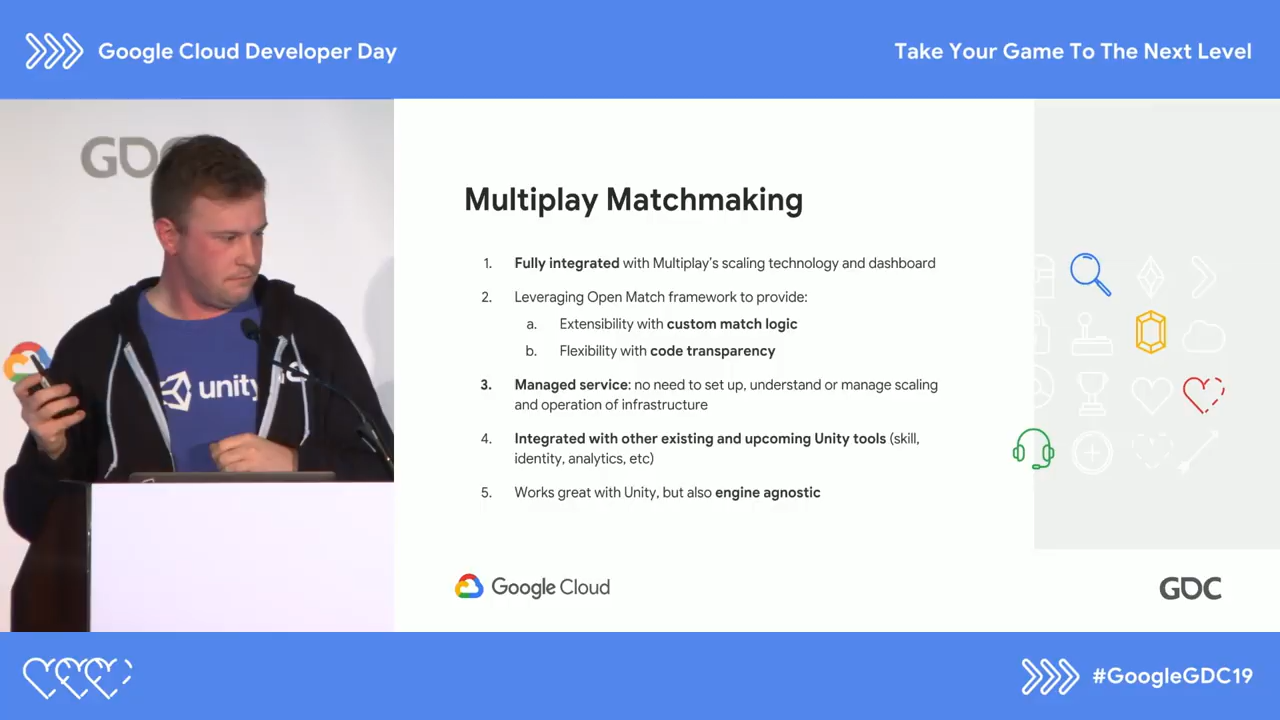 Google Cloud Developer Day
Take Your Game To The Next Level
GDC
unity
Multiplay Matchmaking
1. Fully integrated with Multiplay's scaling technology and dashboard
2. Leveraging Open Match framework to provide:
a. Extensibility with custom match logic
b. Flexibility with code transparency
3. Managed service: no need to set up, understand or manage scaling
and operation of infrastructure
4. Integrated with other existing and upcoming Unity tools (skill,
identity, analytics, etc)
5. Works great with Unity, but also engine agnostic
Google Cloud
GDC
#GoogleGDC19